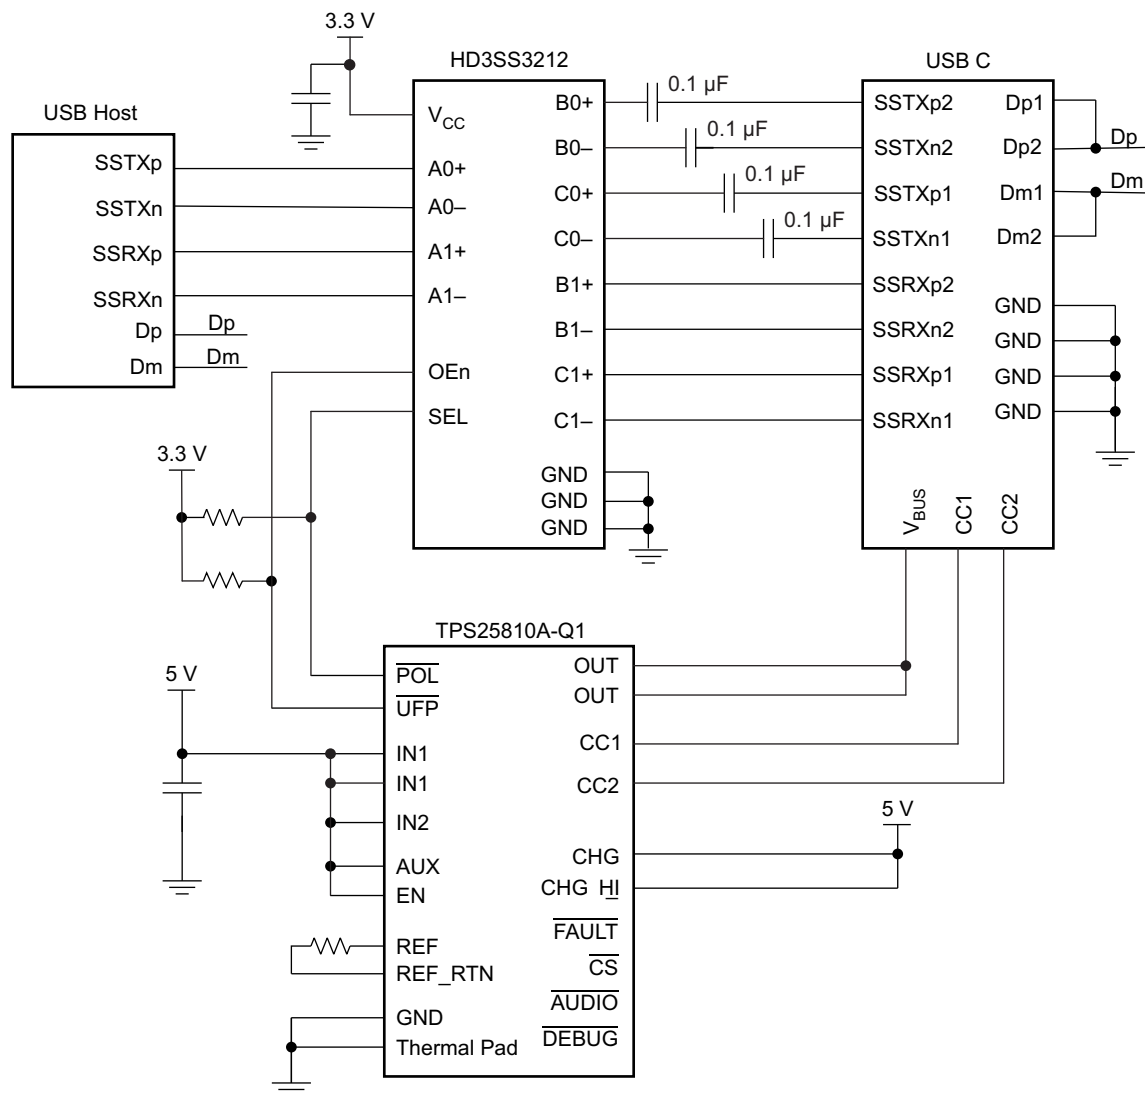 3.3 V
HD3SS3212
USB C
USB Host
VCC
A0+
A0–
A1+
A1–
OEn
SEL
B0+
B0–
C0+
C0–
B1+
B1–
C1+
C1–
GND
GND
GND
0.1 µF
0.1 µF
0.1 µF
0.1 µF
SSTXp
SSTXn
SSRXp
SSRXn
Dp
Dm
Dp
Dm
SSTXp2
SSTXn2
SSTXp1
SSTXn1
SSRXp2
SSRXn2
SSRXp1
SSRXn1
Dp1
Dp2
Dm1
Dm2
Dp
Dm
GND
GND
GND
GND
VBUS
CC1
CC2
3.3 V
TPS25810A-Q1
5 V
POL
UFP
IN1
IN1
IN2
AUX
EN
REF
REF_RTN
GND
Thermal Pad
OUT
OUT
CC1
CC2
CHG
CHG_HI
FAULT
CS
AUDIO
DEBUG
5 V